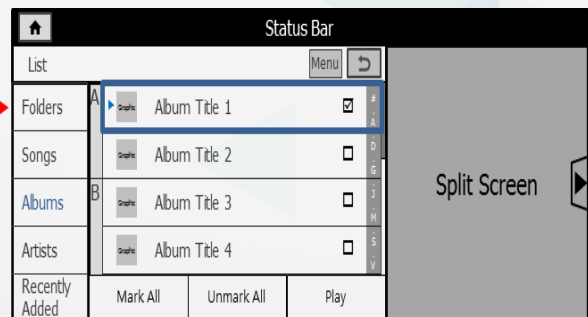 Status Bar
List
Menu
Folders
A
Graphic
Album Title 1
#
.
A
Songs
Graphic
Album Title 2
.
D
.
G
Albums
B
Graphic
Album Title 3
.
J
.
M
Split Screen
Artists
Graphic
Album Title 4
.
S
.
V
Recently
Added
Mark All
Unmark All
Play